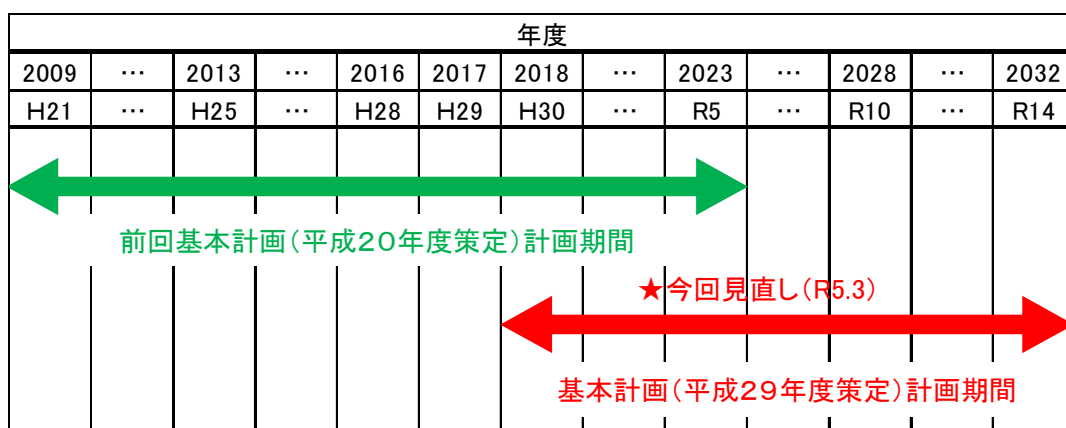 年度
2009 … 2013 … 2016 2017 2018 … 2023 … 2028 … 2032
H21 … H25 … H28 H29 H30 … R5 … R10 … R14
前回基本計画(平成20年度策定)計画期間
★今回見直し(R5.3)
基本計画(平成29年度策定)計画期間